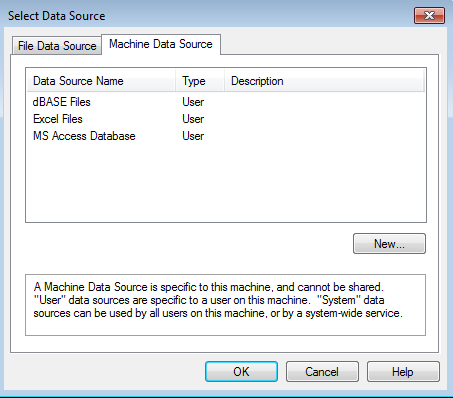 Select Data Source
File Data Source Machine Data Source
Data Source Name Type Description
dBASE Files User
Excel Files User
MS Access Database User
New...
A Machine Data Source is specific to this machine, and cannot be shared.
"User" data sources are specific to a user on this machine. "System" data
sources can be used by all users on this machine, or by a system-wide service.
OK Cancel Help